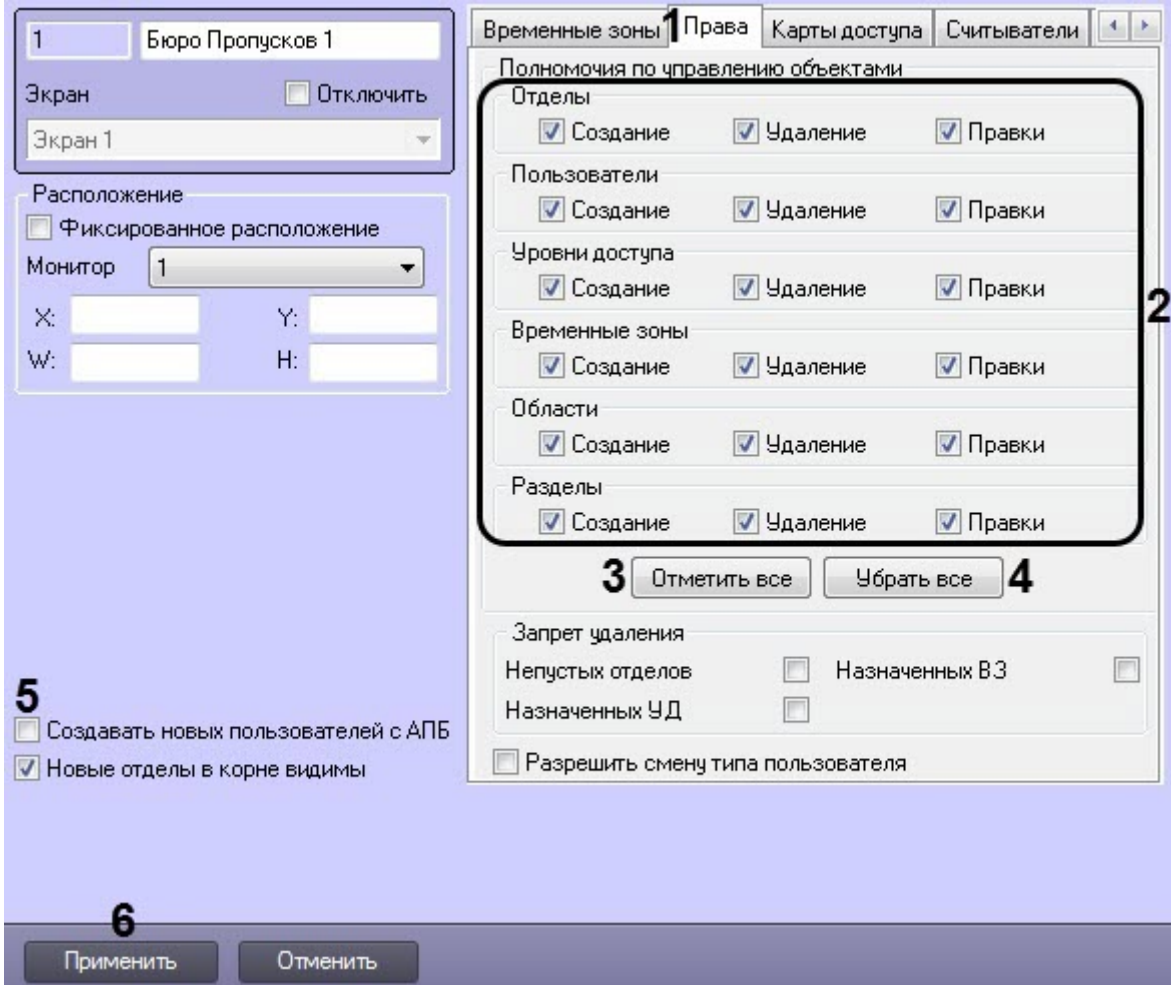 1 Бюро Пропусков 1
Экран Отключить
Экран 1
Расположение
Фиксированное расположение
Монитор 1
X: Y:
W: H:
5
Создавать новых пользователей с АПБ
Новые отделы в корне видимы
Временные зоны 1 Права Карты доступа Считыватели
Полномочия по управлению объектами
Отделы
Создание Удаление Правки
Пользователи
Создание Удаление Правки
Уровни доступа
Создание Удаление Правки
2
Временные зоны
Создание Удаление Правки
Области
Создание Удаление Правки
Разделы
Создание Удаление Правки
3 Отметить все Убрать все 4
Запрет удаления
Непустых отделов Назначенных ВЗ
Назначенных УД
Разрешить смену типа пользователя
6
Применить Отменить